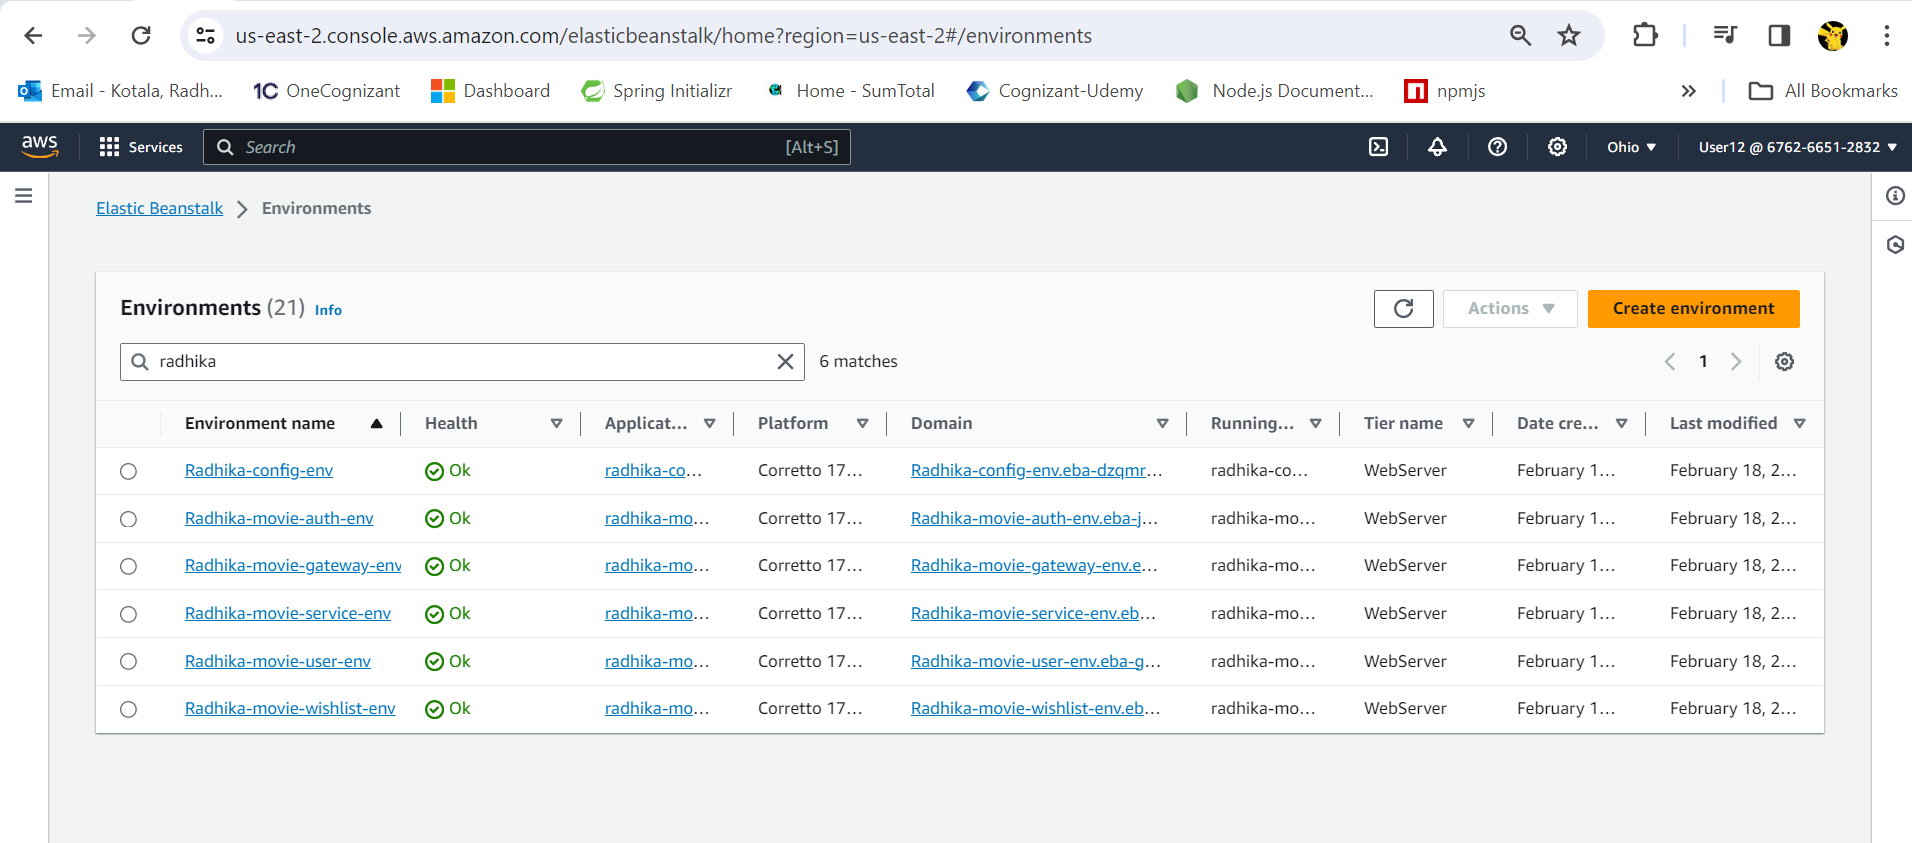 us-east-2.console.aws.amazon.com/elasticbeanstalk/home?region=us-east-2#/environments
Email - Kotala, Radh... 1C OneCognizant Dashboard Spring Initializr Home - SumTotal Cognizant-Udemy Node.js Document... npmjs » All Bookmarks
aws Services Search [Alt+S] Ohio User12 @ 6762-6651-2832
Elastic Beanstalk > Environments
Environments (21) Info Actions Create environment
radhika 6 matches 1
Environment name Health Applicat... Platform Domain Running... Tier name Date cre... Last modified
Radhika-config-env Ok radhika-co... Corretto 17... Radhika-config-env.eba-dzqmr... radhika-co... WebServer February 1... February 18, 2...
Radhika-movie-auth-env Ok radhika-mo... Corretto 17... Radhika-movie-auth-env.eba-j... radhika-mo... WebServer February 1... February 18, 2...
Radhika-movie-gateway-env Ok radhika-mo... Corretto 17... Radhika-movie-gateway-env.e... radhika-mo... WebServer February 1... February 18, 2...
Radhika-movie-service-env Ok radhika-mo... Corretto 17... Radhika-movie-service-env.eb... radhika-mo... WebServer February 1... February 18, 2...
Radhika-movie-user-env Ok radhika-mo... Corretto 17... Radhika-movie-user-env.eba-g... radhika-mo... WebServer February 1... February 18, 2...
Radhika-movie-wishlist-env Ok radhika-mo... Corretto 17... Radhika-movie-wishlist-env.eb... radhika-mo... WebServer February 1... February 18, 2...